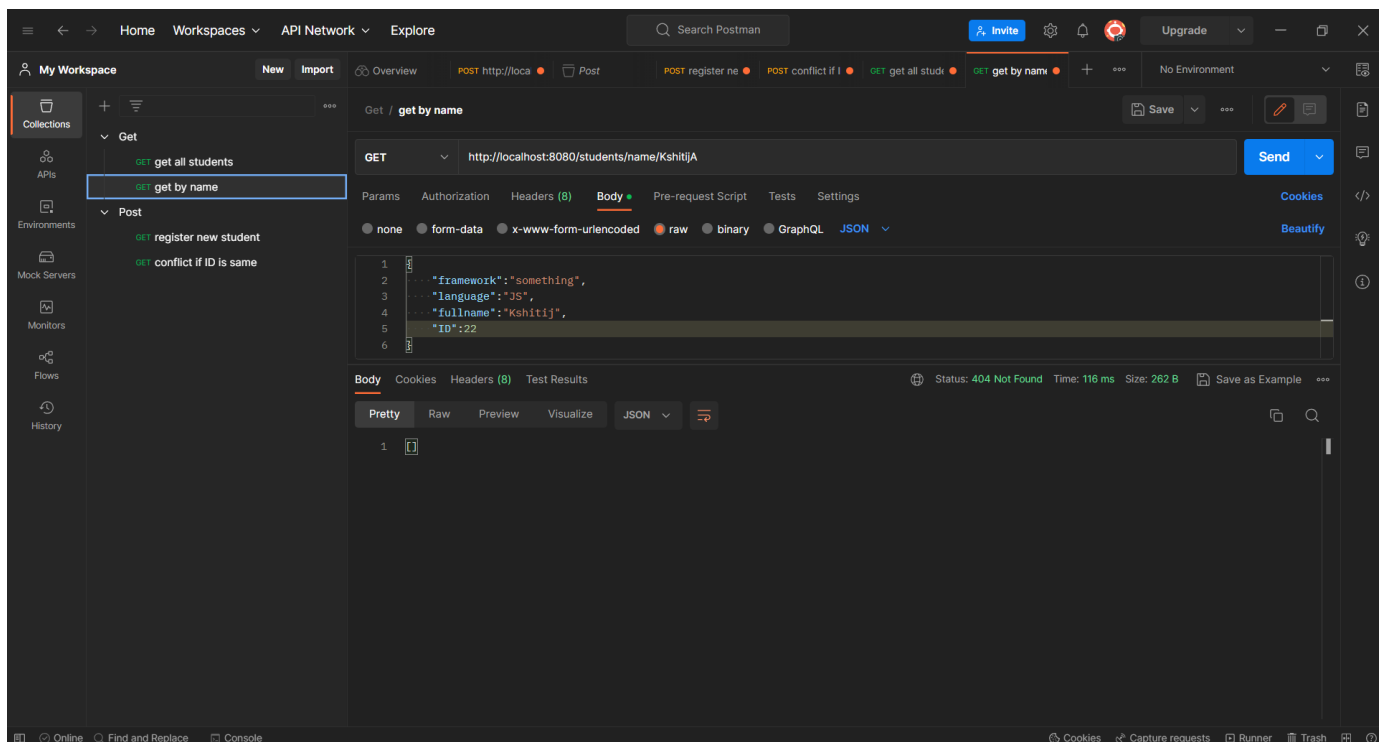 Home Workspaces API Network Explore Search Postman Invite Upgrade
My Workspace New Import Overview POST http://loca Post POST register ne POST conflict if I GET get all stude GET get by name No Environment
Collections
APIs
Environments
Mock Servers
Monitors
Flows
History
Get
GET get all students
GET get by name
Post
GET register new student
GET conflict if ID is same
Get / get by name Save
GET http://localhost:8080/students/name/KshitijA Send
Params Authorization Headers (8) Body Pre-request Script Tests Settings Cookies
none form-data x-www-form-urlencoded raw binary GraphQL JSON Beautify
1 {
2 ····"framework":"something",
3 ····"language":"JS",
4 ····"fullname":"Kshitij",
5 "ID":22
6 }
Body Cookies Headers (8) Test Results Status: 404 Not Found Time: 116 ms Size: 262 B Save as Example
Pretty Raw Preview Visualize JSON
1 []
Online Find and Replace Console Cookies Capture requests Runner Trash